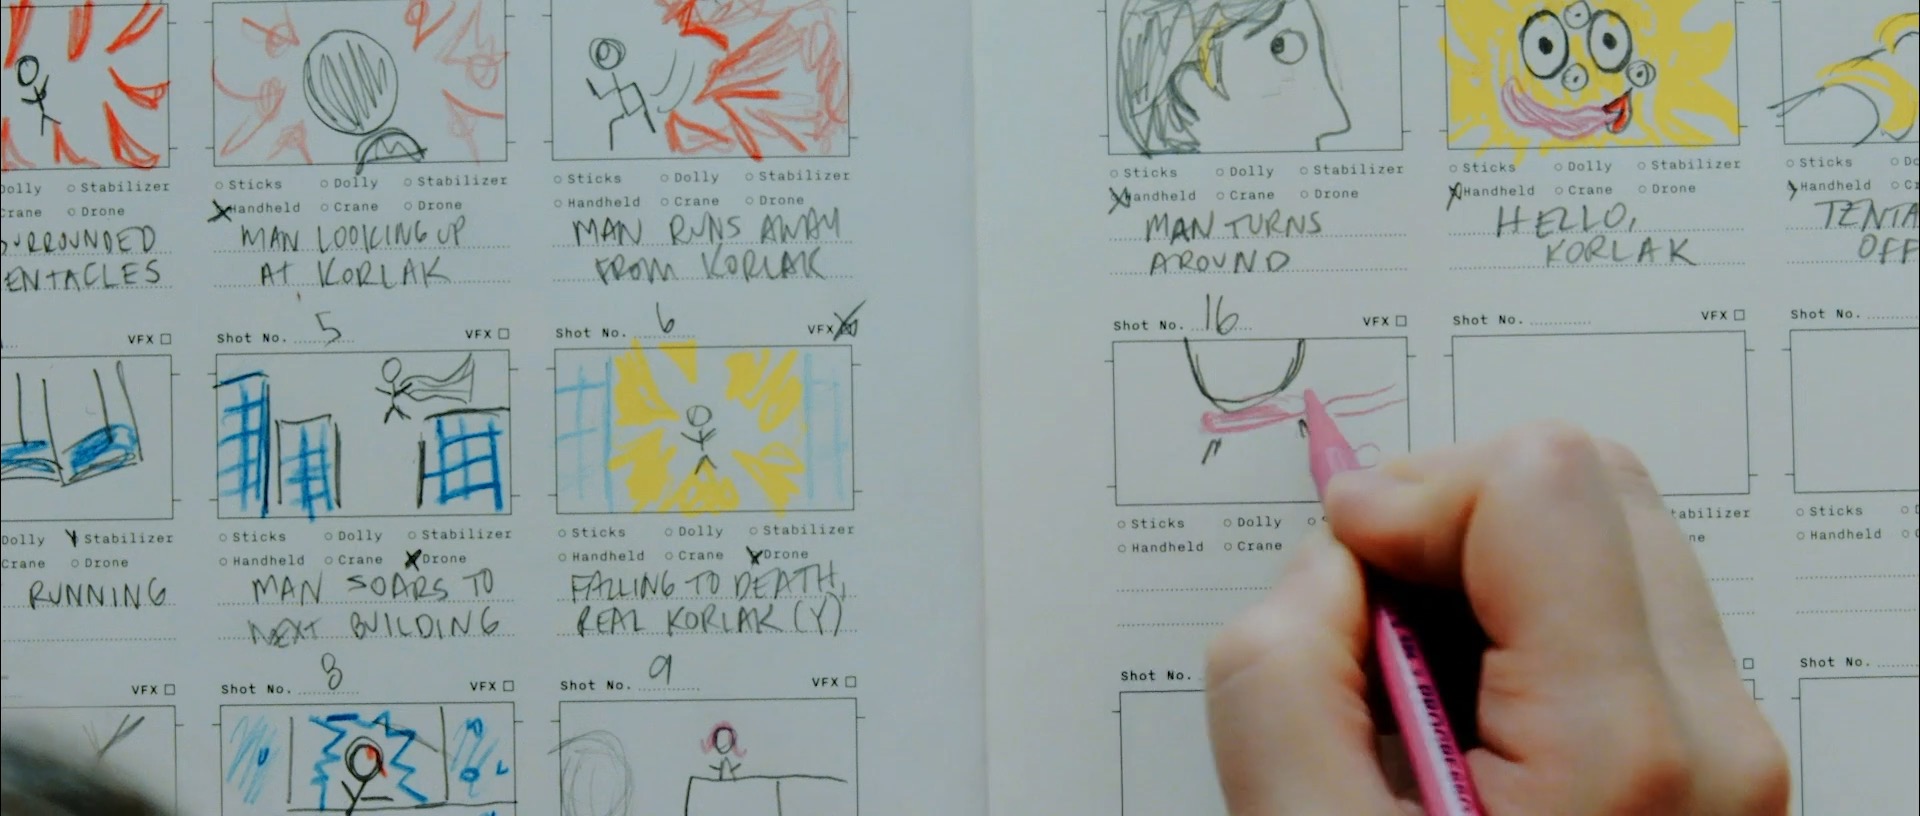 Dolly Stabilizer
Crane Drone
SURROUNDED
TENTACLES
Sticks Dolly Stabilizer
Handheld Crane Drone
MAN LOOKING UP
AT KORLAK
Sticks Dolly Stabilizer
Handheld Crane Drone
MAN RUNS AWAY
FROM KORLAK
VFX
Dolly Stabilizer
Crane Drone
RUNNING
Shot No. 5 VFX
Sticks Dolly Stabilizer
Handheld Crane Drone
MAN SOARS TO
NEXT BUILDING
Shot No. 6 VFX
Sticks Dolly Stabilizer
Handheld Crane Drone
FALLING TO DEATH,
REAL KORLAK (Y)
VFX
Shot No. 8 VFX
Shot No. 9 VFX
Sticks Dolly Stabilizer
Handheld Crane Drone
MAN TURNS
AROUND
Sticks Dolly Stabilizer
Handheld Crane Drone
HELLO,
KORLAK
Sticks
Handheld
OFF
Shot No. 16 VFX
Sticks Dolly
Handheld Crane
Shot No. VFX
Shot No.
Sticks
Handheld
Shot No.
Shot No.